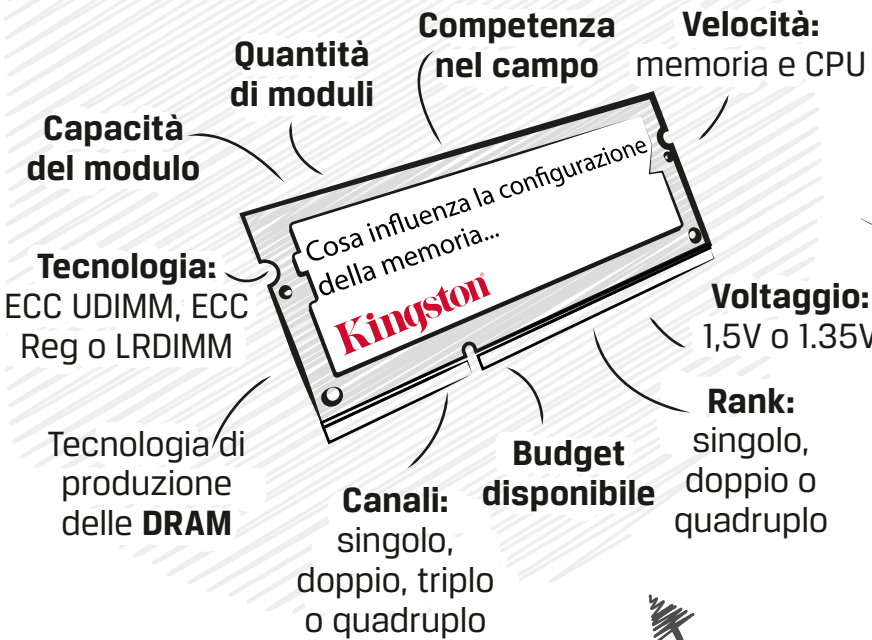 Competenza
nel campo
Velocità:
memoria e CPU
Quantità
di moduli
Capacità
del modulo
Cosa influenza la configurazione
della memoria...
Kingston
Tecnologia:
ECC UDIMM, ECC
Reg o LRDIMM
Voltaggio:
1,5V o 1.35V
Rank:
singolo,
doppio o
quadruplo
Tecnologia di
produzione
delle DRAM
Budget
disponibile
Canali:
singolo,
doppio, triplo
o quadruplo